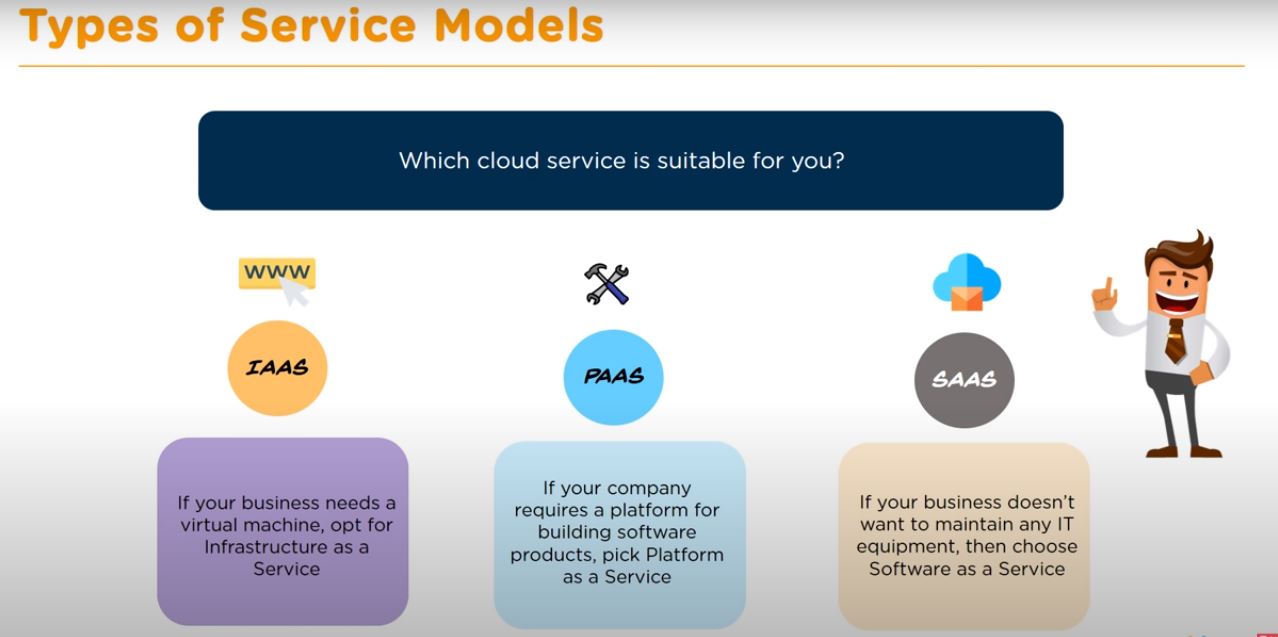 Types of Service Models
Which cloud service is suitable for you?
WWW
IAAS
PAAS
SAAS
If your business needs a
virtual machine, opt for
Infrastructure as a
Service
If your company
requires a platform for
building software
products, pick Platform
as a Service
If your business doesn't
want to maintain any IT
equipment, then choose
Software as a Service